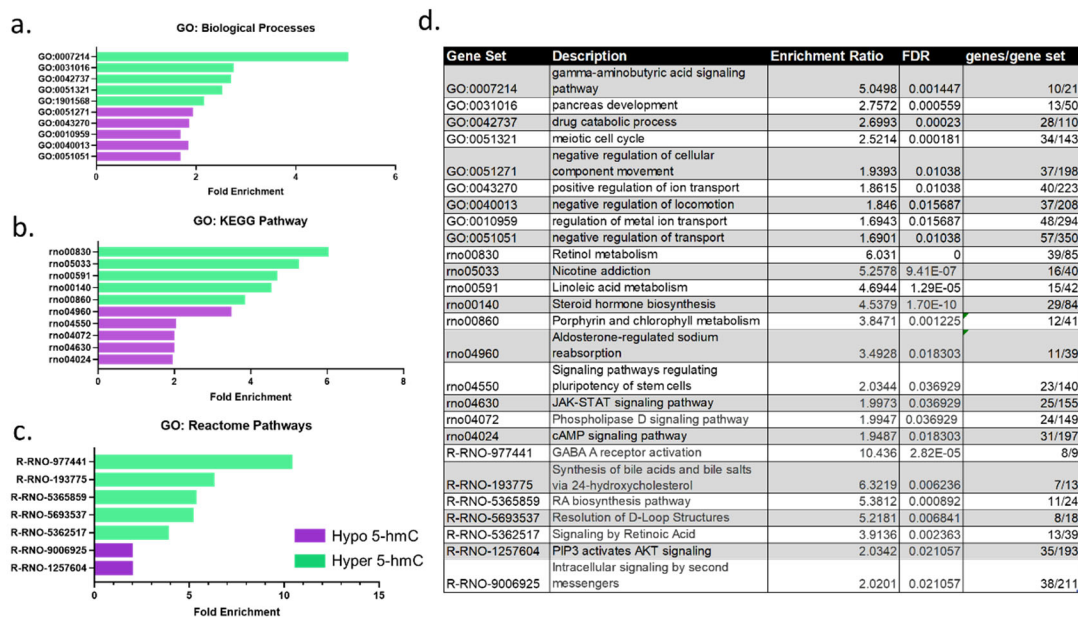 a.
GO: Biological Processes
GO:0007214
GO:0031016
GO:0042737
GO:0051321
GO:1901568
GO:0051271
GO:0043270
GO:0010959
GO:0040013
GO:0051051
0 2 4 6
Fold Enrichment
b.
GO: KEGG Pathway
rno00830
rno05033
rno00591
rno00140
rno00860
rno04960
rno04550
rno04072
rno04630
rno04024
0 2 4 6 8
Fold Enrichment
c.
GO: Reactome Pathways
R-RNO-977441
R-RNO-193775
R-RNO-5365859
R-RNO-5693537
R-RNO-5362517
R-RNO-9006925
R-RNO-1257604
Hypo 5-hmC
Hyper 5-hmC
0 5 10 15
Fold Enrichment
d.
Gene Set Description Enrichment Ratio FDR genes/gene set
gamma-aminobutyric acid signaling
GO:0007214 pathway 5.0498 0.001447 10/21
GO:0031016 pancreas development 2.7572 0.000559 13/50
GO:0042737 drug catabolic process 2.6993 0.00023 28/110
GO:0051321 meiotic cell cycle 2.5214 0.000181 34/143
negative regulation of cellular
GO:0051271 component movement 1.9393 0.01038 37/198
GO:0043270 positive regulation of ion transport 1.8615 0.01038 40/223
GO:0040013 negative regulation of locomotion 1.846 0.015687 37/208
GO:0010959 regulation of metal ion transport 1.6943 0.015687 48/294
GO:0051051 negative regulation of transport 1.6901 0.01038 57/350
rno00830 Retinol metabolism 6.031 0 39/85
rno05033 Nicotine addiction 5.2578 9.41E-07 16/40
rno00591 Linoleic acid metabolism 4.6944 1.29E-05 15/42
rno00140 Steroid hormone biosynthesis 4.5379 1.70E-10 29/84
rno00860 Porphyrin and chlorophyll metabolism 3.8471 0.001225 12/41
Aldosterone-regulated sodium
rno04960 reabsorption 3.4928 0.018303 11/39
Signaling pathways regulating
rno04550 pluripotency of stem cells 2.0344 0.036929 23/140
rno04630 JAK-STAT signaling pathway 1.9973 0.036929 25/155
rno04072 Phospholipase D signaling pathway 1.9947 0.036929 24/149
rno04024 cAMP signaling pathway 1.9487 0.018303 31/197
R-RNO-977441 GABA A receptor activation 10.436 2.82E-05 8/9
Synthesis of bile acids and bile salts
R-RNO-193775 via 24-hydroxycholesterol 6.3219 0.006236 7/13
R-RNO-5365859 RA biosynthesis pathway 5.3812 0.000892 11/24
R-RNO-5693537 Resolution of D-Loop Structures 5.2181 0.006841 8/18
R-RNO-5362517 Signaling by Retinoic Acid 3.9136 0.002363 13/39
R-RNO-1257604 PIP3 activates AKT signaling 2.0342 0.021057 35/193
Intracellular signaling by second
R-RNO-9006925 messengers 2.0201 0.021057 38/211